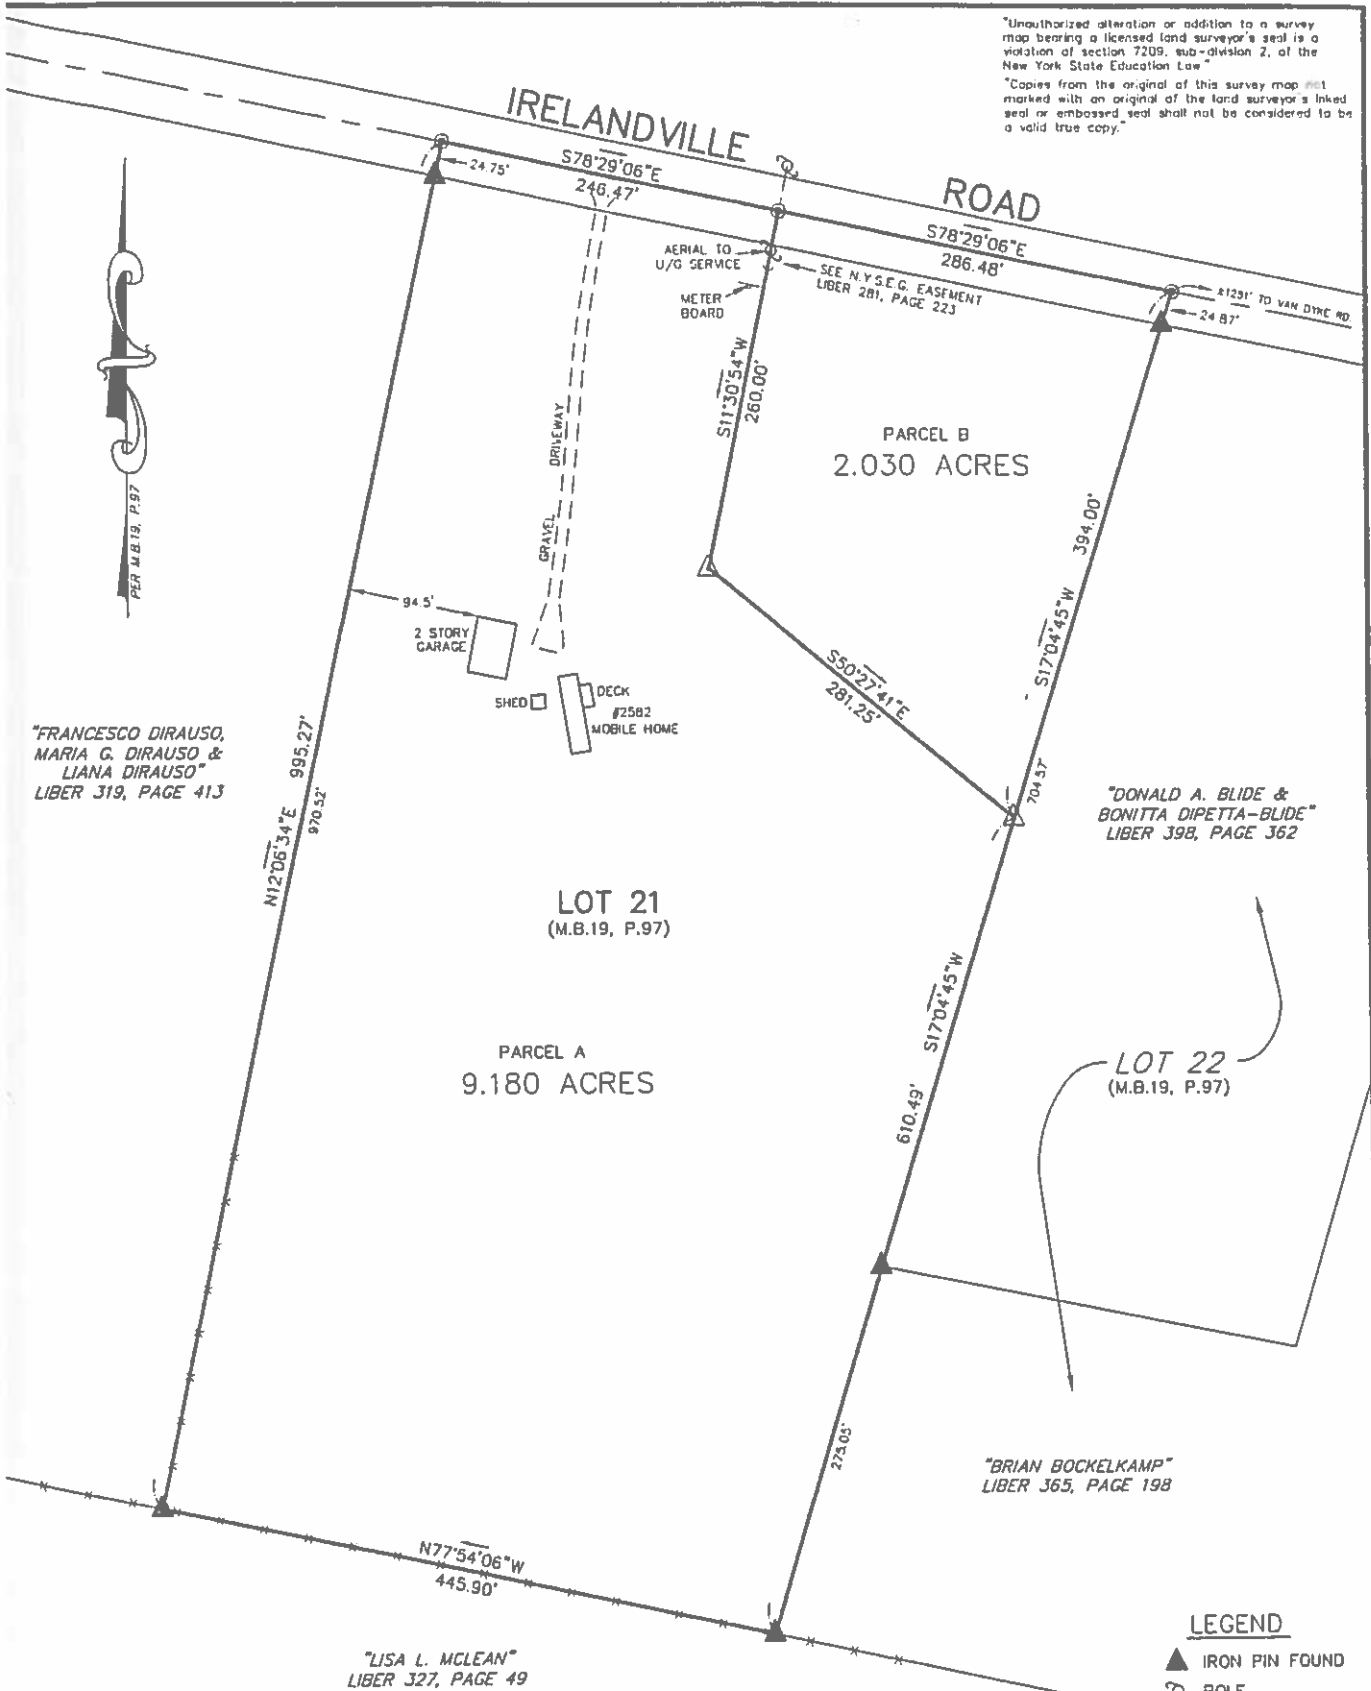 "Unauthorized alteration or addition to a survey
map bearing a licensed land surveyor's seal is a
violation of section 7209, sub-division 2, of the
New York State Education Law"
"Copies from the original of this survey map not
marked with an original of the land surveyor's inked
seal or embossed seal shall not be considered to be
a valid true copy."
IRELANDVILLE
ROAD
24.75'
S78°29'06"E
246.47'
S78°29'06"E
286.48'
AERIAL TO
U/G SERVICE
SEE N.Y.S.E.G. EASEMENT
LIBER 281, PAGE 223
±1251' TO VAN DYKE RD.
24.87'
METER
BOARD
S11°30'54"W
260.00'
PARCEL B
2.030 ACRES
GRAVEL DRIVEWAY
PER M.B.19, P.97
394.00'
S17°04'45"W
94.5'
2 STORY
GARAGE
SHED
DECK
#2582
MOBILE HOME
S50°27'41"E
281.25'
"FRANCESCO DIRAUSO,
MARIA G. DIRAUSO &
LIANA DIRAUSO"
LIBER 319, PAGE 413
995.27'
N12°06'34"E
970.52'
704.57'
"DONALD A. BLIDE &
BONITTA DIPETTA-BLIDE"
LIBER 398, PAGE 362
LOT 21
(M.B.19, P.97)
S17°04'45"W
610.49'
PARCEL A
9.180 ACRES
LOT 22
(M.B.19, P.97)
275.05'
"BRIAN BOCKELKAMP"
LIBER 365, PAGE 198
N77°54'06"W
445.90'
"LISA L. MCLEAN"
LIBER 327, PAGE 49
LEGEND
IRON PIN FOUND
POLE